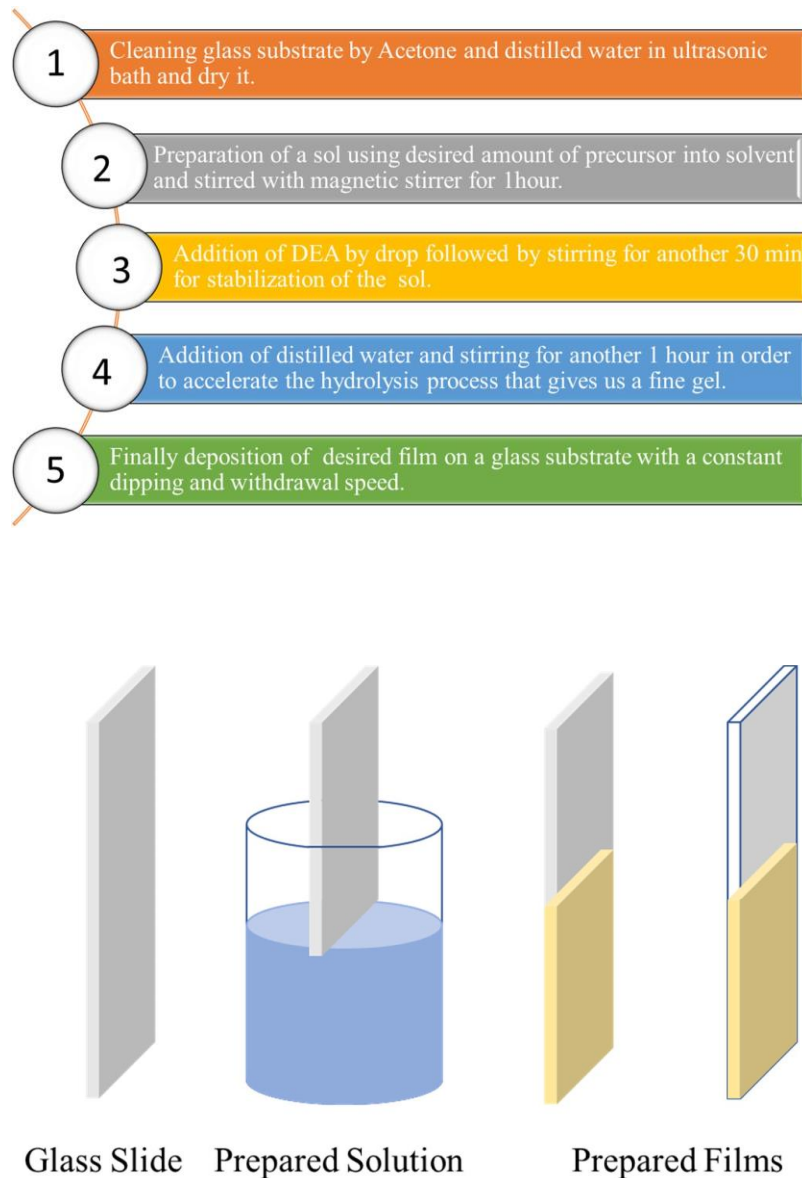 1
Cleaning glass substrate by Acetone and distilled water in ultrasonic
bath and dry it.
2
Preparation of a sol using desired amount of precursor into solvent
and stirred with magnetic stirrer for 1hour.
3
Addition of DEA by drop followed by stirring for another 30 min
for stabilization of the sol.
4
Addition of distilled water and stirring for another 1 hour in order
to accelerate the hydrolysis process that gives us a fine gel.
5
Finally deposition of desired film on a glass substrate with a constant
dipping and withdrawal speed.
Glass Slide Prepared Solution Prepared Films